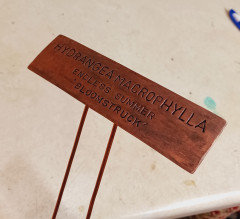 HYDRANGEA MACROPHYLLA
ENDLESS SUMMER
"BLOOMSTRUCK"